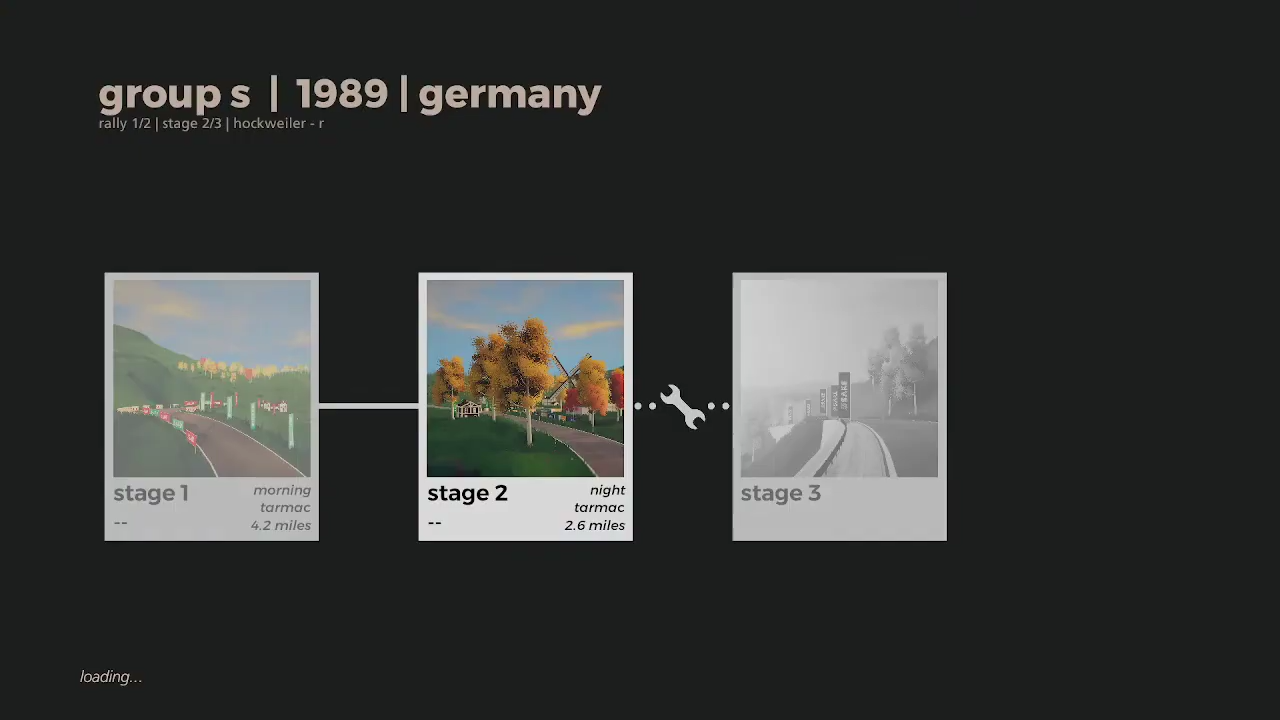 group s | 1989 | germany
rally 1/2 | stage 2/3 | hockweiler - r
stage 1
morning
tarmac
--
4.2 miles
stage 2
night
tarmac
--
2.6 miles
stage 3
loading...